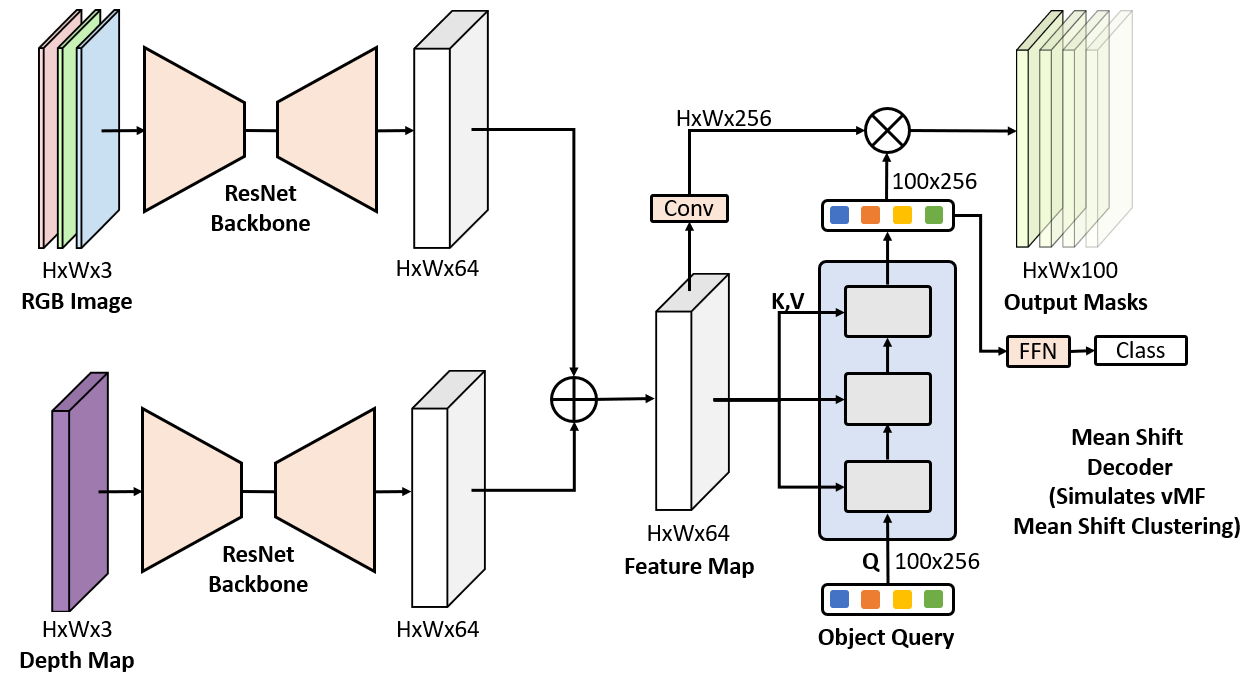 HxWx3
RGB Image
ResNet
Backbone
HxWx64
HxWx3
Depth Map
ResNet
Backbone
HxWx64
HxWx256
Conv
HxWx64
Feature Map
K,V
100x256
Q 100x256
Object Query
HxWx100
Output Masks
FFN
Class
Mean Shift
Decoder
(Simulates vMF
Mean Shift Clustering)